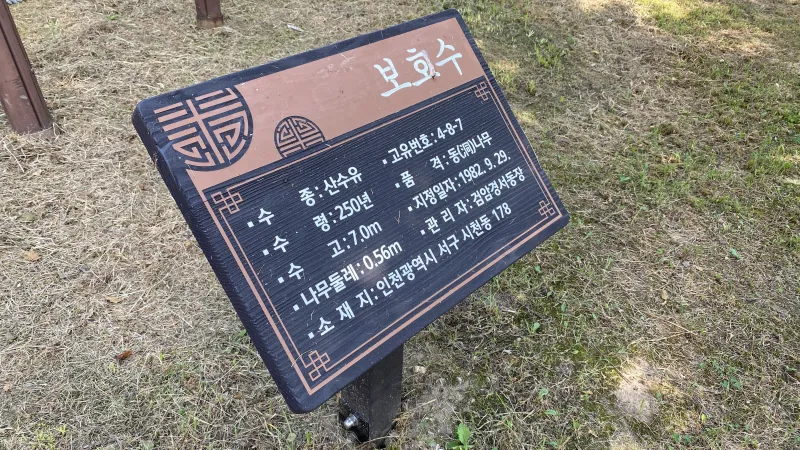 보호수
· 수 종 : 산수유 · 고유번호 : 4-8-7
· 수 령 : 250년 · 품 격 : 동(洞)나무
· 수 고 : 7.0m · 지정일자 : 1982. 9. 29.
· 나무둘레 : 0.56m · 관 리 자 : 검암경서동장
· 소 재 지 : 인천광역시 서구 시천동 178